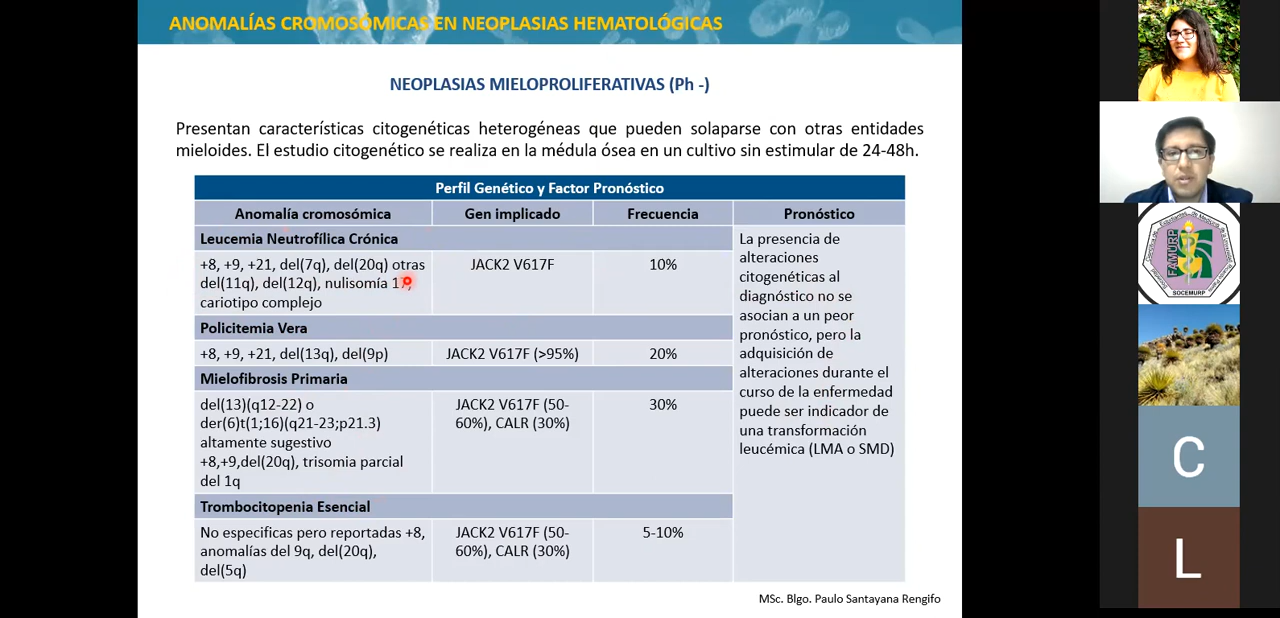 ANOMALÍAS CROMOSÓMICAS EN NEOPLASIAS HEMATOLÓGICAS
NEOPLASIAS MIELOPROLIFERATIVAS (Ph -)
Presentan características citogenéticas heterogéneas que pueden solaparse con otras entidades
mieloides. El estudio citogenético se realiza en la médula ósea en un cultivo sin estimular de 24-48h.
Perfil Genético y Factor Pronóstico
Anomalía cromosómica
Gen implicado
Frecuencia
Pronóstico
Leucemia Neutrofílica Crónica
+8, +9, +21, del(7q), del(20q) otras
del(11q), del(12q), nulisomía
cariotipo complejo
JACK2 V617F
10%
Policitemia Vera
+8, +9, +21, del(13q), del(9p)
JACK2 V617F (>95%)
20%
Mielofibrosis Primaria
del(13)(q12-22) o
der(6)t(1;16)(q21-23;p21.3)
altamente sugestivo
+8,+9,del(20q), trisomia parcial
del 1q
JACK2 V617F (50-
60%), CALR (30%)
30%
Trombocitopenia Esencial
No especificas pero reportadas +8,
anomalías del 9q, del(20q),
del(5q)
JACK2 V617F (50-
60%), CALR (30%)
5-10%
La presencia de
alteraciones
citogenéticas al
diagnóstico no se
asocian a un peor
pronóstico, pero la
adquisición de
alteraciones durante el
curso de la enfermedad
puede ser indicador de
una transformación
leucémica (LMA o SMD)
MSc. Blgo. Paulo Santayana Rengifo
FAMURP
SOCEMURP
C
L